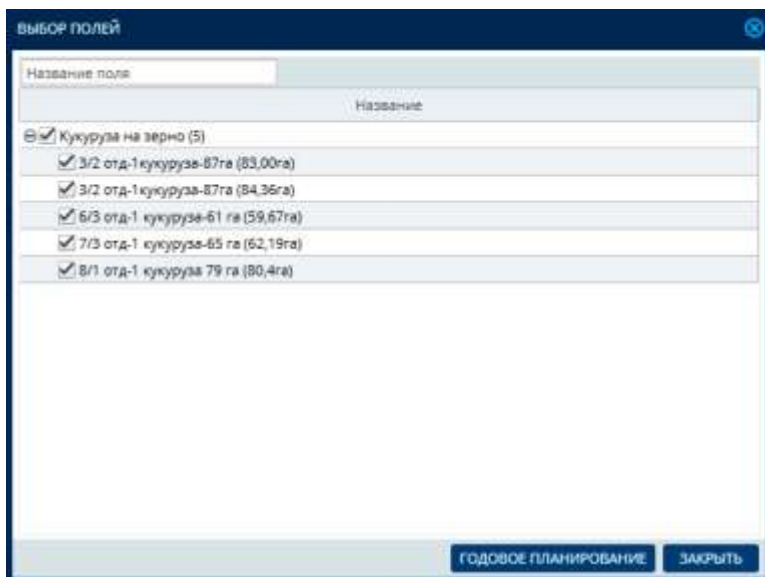 ВЫБОР ПОЛЕЙ
Название поля
Название
Кукуруза на зерно (5)
3/2 отд-1кукуруза-87га (83,00га)
3/2 отд-1кукуруза-87га (84,36га)
6/3 отд-1 кукуруза-61 га (59,67га)
7/3 отд-1 кукуруза-65 га (62,19га)
8/1 отд-1 кукуруза 79 га (80,4га)
ГОДОВОЕ ПЛАНИРОВАНИЕ ЗАКРЫТЬ